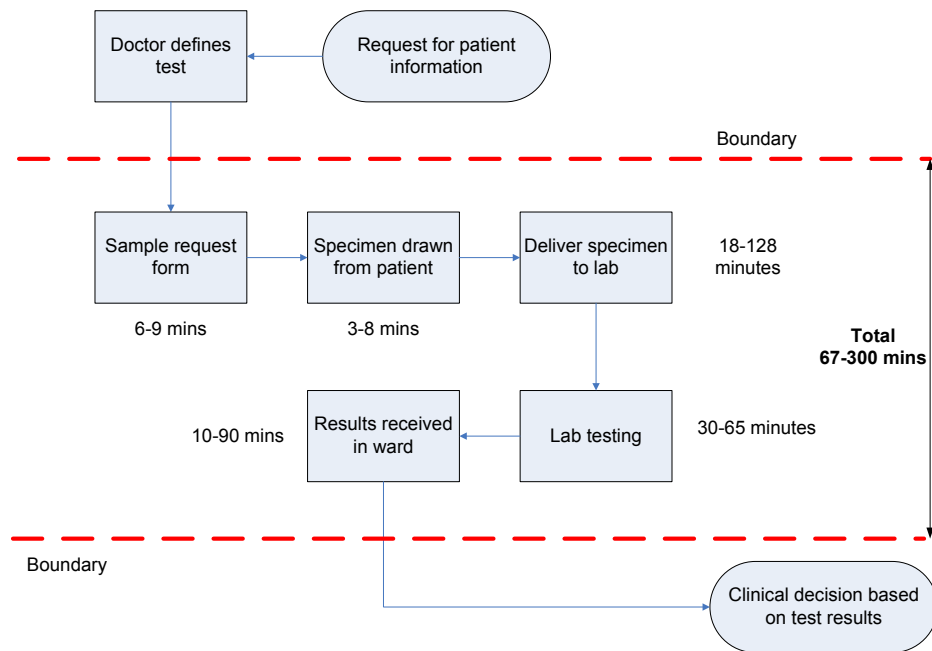 Doctor defines
test
Request for patient
information
Boundary
Sample request
form
Specimen drawn
from patient
Deliver specimen
to lab
18-128
minutes
6-9 mins
3-8 mins
Total
67-300 mins
Results received
in ward
10-90 mins
Lab testing
30-65 minutes
Boundary
Clinical decision based
on test results